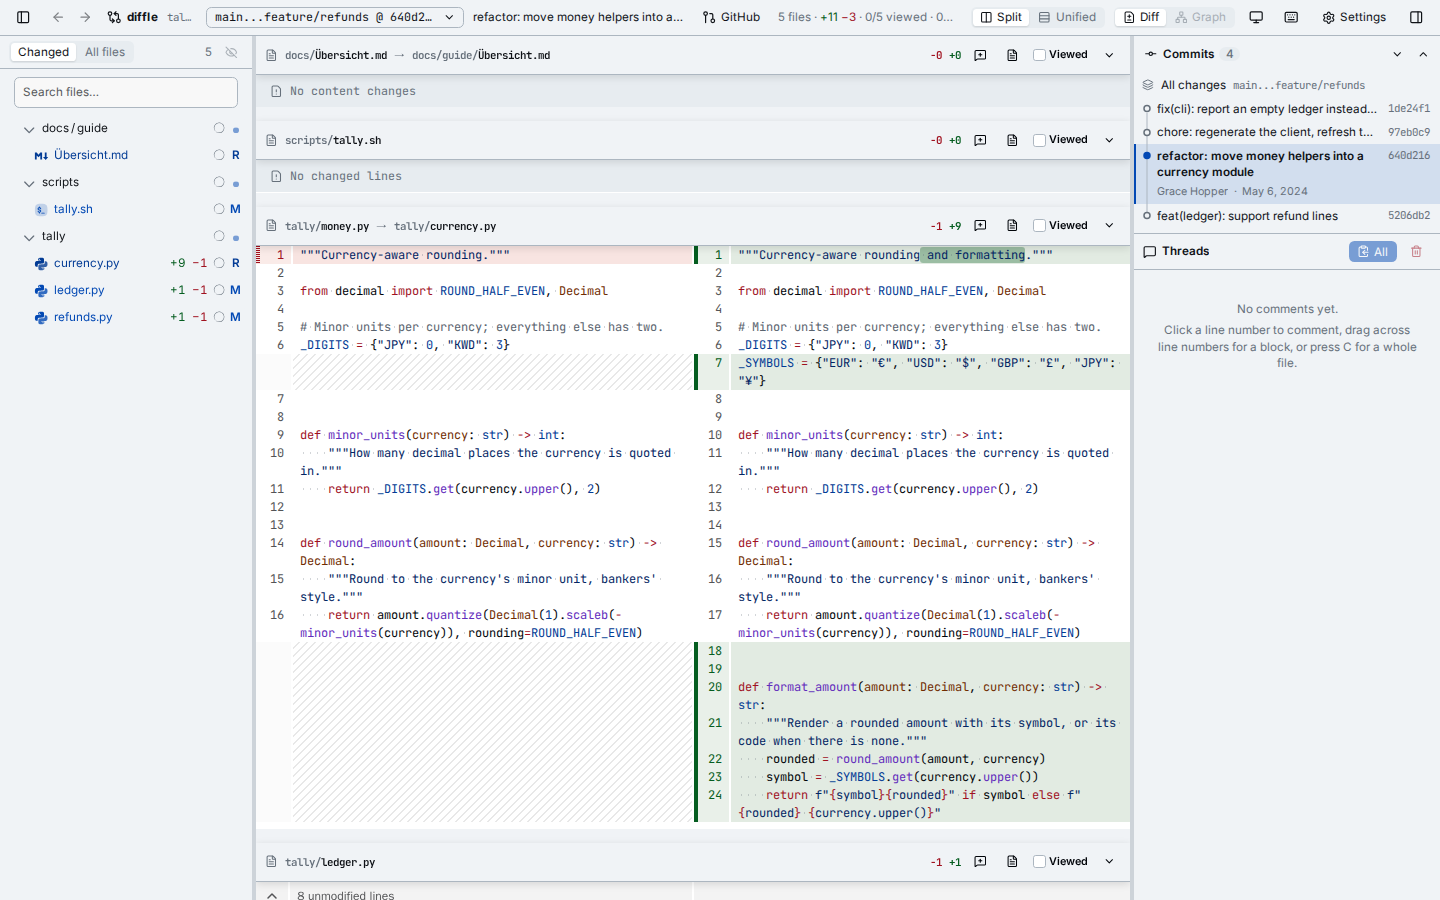 diffle tal… main...feature/refunds @ 640d2… refactor: move money helpers into a… GitHub 5 files · +11 −3 · 0/5 viewed · 0… Split Unified Diff Graph Settings
Changed All files 5
Search files…
docs / guide
Übersicht.md R
scripts
tally.sh M
tally
currency.py +9 −1 R
ledger.py +1 −1 M
refunds.py +1 −1 M
docs/Übersicht.md → docs/guide/Übersicht.md -0 +0 Viewed
No content changes
scripts/tally.sh -0 +0 Viewed
No changed lines
tally/money.py → tally/currency.py -1 +9 Viewed
1 """Currency-aware rounding."""
2
3 from decimal import ROUND_HALF_EVEN, Decimal
4
5 # Minor units per currency; everything else has two.
6 _DIGITS = {"JPY": 0, "KWD": 3}
7
8
9 def minor_units(currency: str) -> int:
10 """How many decimal places the currency is quoted
in."""
11 return _DIGITS.get(currency.upper(), 2)
12
13
14 def round_amount(amount: Decimal, currency: str) ->
Decimal:
15 """Round to the currency's minor unit, bankers'
style."""
16 return amount.quantize(Decimal(1).scaleb(-
minor_units(currency)), rounding=ROUND_HALF_EVEN)
1 """Currency-aware rounding and formatting."""
2
3 from decimal import ROUND_HALF_EVEN, Decimal
4
5 # Minor units per currency; everything else has two.
6 _DIGITS = {"JPY": 0, "KWD": 3}
7 _SYMBOLS = {"EUR": "€", "USD": "$", "GBP": "£", "JPY":
"¥"}
8
9
10 def minor_units(currency: str) -> int:
11 """How many decimal places the currency is quoted
in."""
12 return _DIGITS.get(currency.upper(), 2)
13
14
15 def round_amount(amount: Decimal, currency: str) ->
Decimal:
16 """Round to the currency's minor unit, bankers'
style."""
17 return amount.quantize(Decimal(1).scaleb(-
minor_units(currency)), rounding=ROUND_HALF_EVEN)
18
19
20 def format_amount(amount: Decimal, currency: str) ->
str:
21 """Render a rounded amount with its symbol, or its
code when there is none."""
22 rounded = round_amount(amount, currency)
23 symbol = _SYMBOLS.get(currency.upper())
24 return f"{symbol}{rounded}" if symbol else f"
{rounded} {currency.upper()}"
tally/ledger.py -1 +1 Viewed
8 unmodified lines
Commits 4
All changes main...feature/refunds
fix(cli): report an empty ledger instead… 1de24f1
chore: regenerate the client, refresh t… 97eb0c9
refactor: move money helpers into a 640d216
currency module
Grace Hopper · May 6, 2024
feat(ledger): support refund lines 5206db2
Threads All
No comments yet.
Click a line number to comment, drag across
line numbers for a block, or press C for a whole
file.